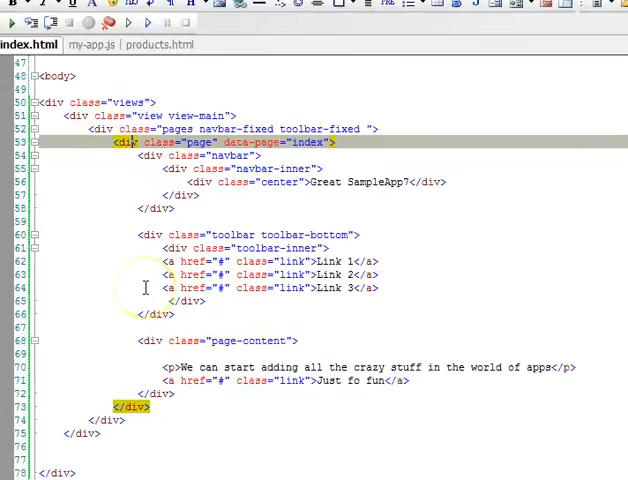 index.html my-app.js products.html
47
48 <body>
49
50 <div class="views">
51 <div class="view view-main">
52 <div class="pages navbar-fixed toolbar-fixed ">
53 <div class="page" data-page="index">
54 <div class="navbar">
55 <div class="navbar-inner">
56 <div class="center">Great SampleApp7</div>
57 </div>
58 </div>
59
60 <div class="toolbar toolbar-bottom">
61 <div class="toolbar-inner">
62 <a href="#" class="link">Link 1</a>
63 <a href="#" class="link">Link 2</a>
64 <a href="#" class="link">Link 3</a>
65 </div>
66 </div>
67
68 <div class="page-content">
69
70 <p>We can start adding all the crazy stuff in the world of apps</p>
71 <a href="#" class="link">Just fo fun</a>
72 </div>
73 </div>
74 </div>
75 </div>
76
77
78 </div>